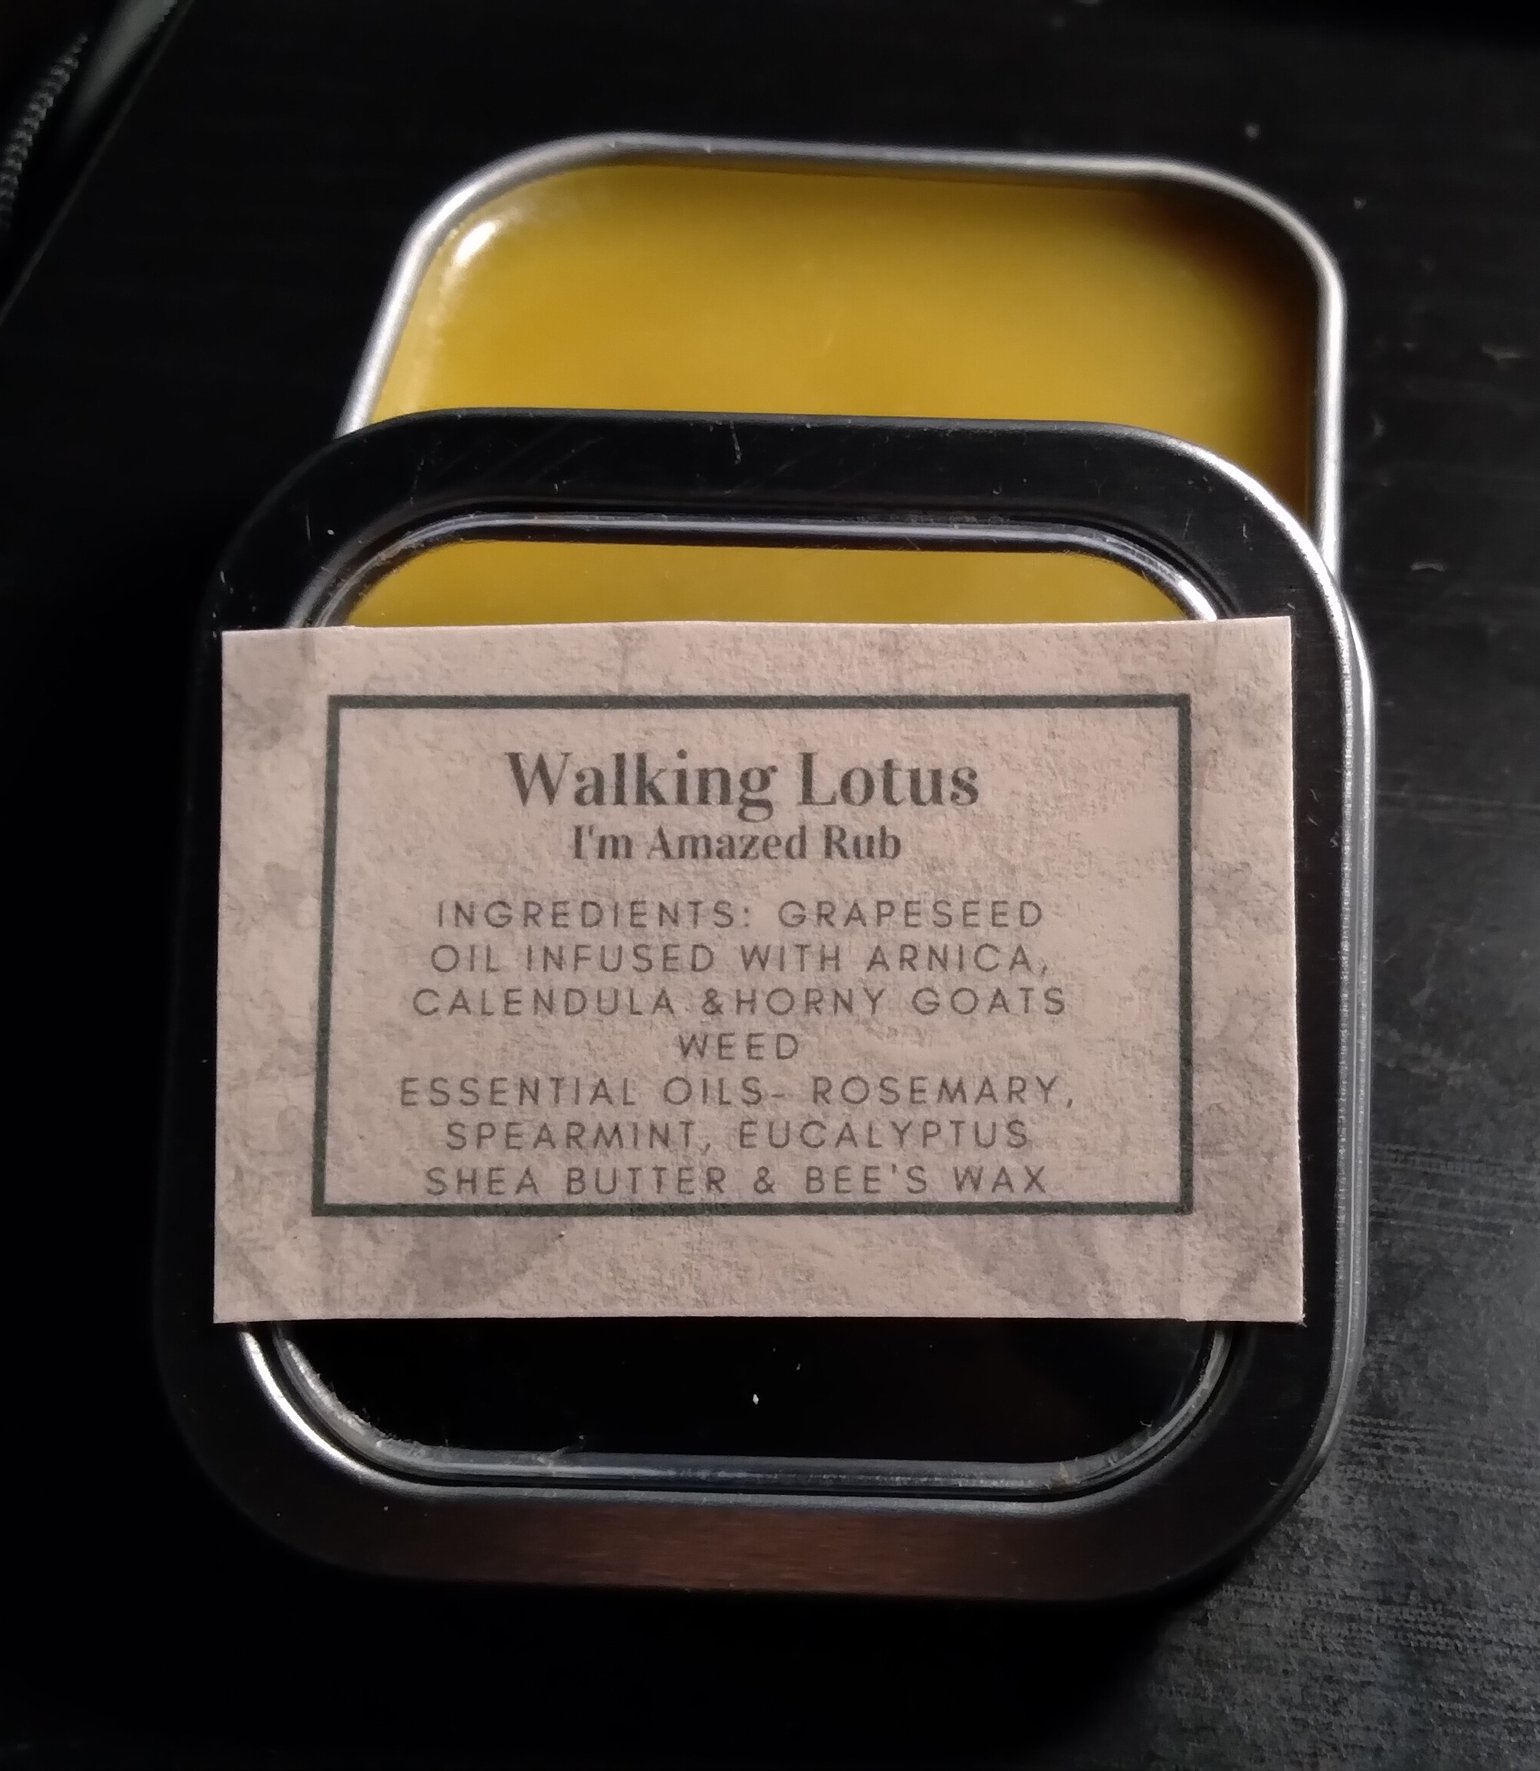 Walking Lotus
I'm Amazed Rub
INGREDIENTS: GRAPESEED
OIL INFUSED WITH ARNICA,
CALENDULA &HORNY GOATS
WEED
ESSENTIAL OILS- ROSEMARY,
SPEARMINT, EUCALYPTUS
SHEA BUTTER & BEE'S WAX